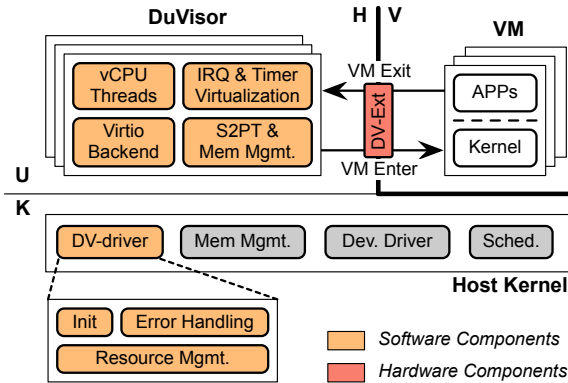 DuVisor
H V
VM
vCPU
Threads
IRQ & Timer
Virtualization
VM Exit
APPs
DV-Ext
Virtio
Backend
S2PT &
Mem Mgmt.
Kernel
VM Enter
U
K
DV-driver
Mem Mgmt.
Dev. Driver
Sched.
Host Kernel
Init
Error Handling
Resource Mgmt.
Software Components
Hardware Components